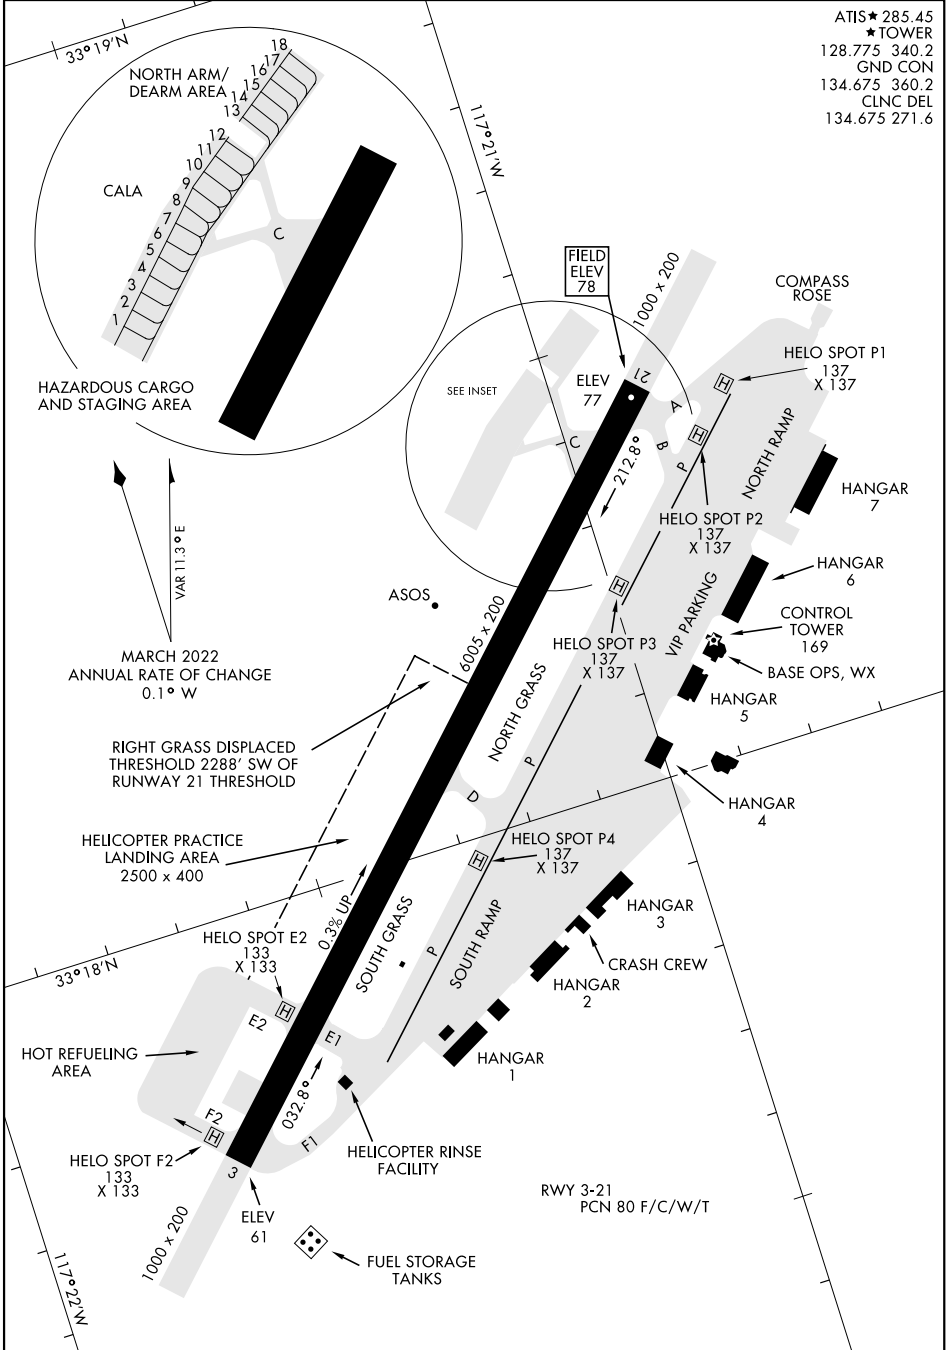 ATIS★ 285.45
★TOWER
128.775 340.2
GND CON
134.675 360.2
CLNC DEL
134.675 271.6
33°19'N
NORTH ARM/
DEARM AREA
18
17
16
15
14
13
12
11
10
9
8
7
6
5
4
3
2
1
CALA
C
HAZARDOUS CARGO
AND STAGING AREA
117°21'W
FIELD
ELEV
78
1000 x 200
COMPASS
ROSE
HELO SPOT P1
137
X 137
SEE INSET
ELEV
77
21
A
B
C
P
212.8°
NORTH RAMP
HANGAR
7
HELO SPOT P2
137
X 137
VAR 11.3° E
HANGAR
6
ASOS
6005 x 200
VIP PARKING
CONTROL
TOWER
169
HELO SPOT P3
137
X 137
BASE OPS, WX
MARCH 2022
ANNUAL RATE OF CHANGE
0.1° W
HANGAR
5
NORTH GRASS
RIGHT GRASS DISPLACED
THRESHOLD 2288' SW OF
RUNWAY 21 THRESHOLD
P
D
HANGAR
4
HELICOPTER PRACTICE
LANDING AREA
2500 x 400
HELO SPOT P4
137
X 137
0.3% UP
SOUTH GRASS
P
SOUTH RAMP
HANGAR
3
HELO SPOT E2
133
X 133
CRASH CREW
HANGAR
2
33°18'N
E2
E1
HOT REFUELING
AREA
HANGAR
1
032.8°
F2
F1
HELICOPTER RINSE
FACILITY
HELO SPOT F2
133
X 133
3
RWY 3-21
PCN 80 F/C/W/T
ELEV
61
1000 x 200
FUEL STORAGE
TANKS
117°22'W